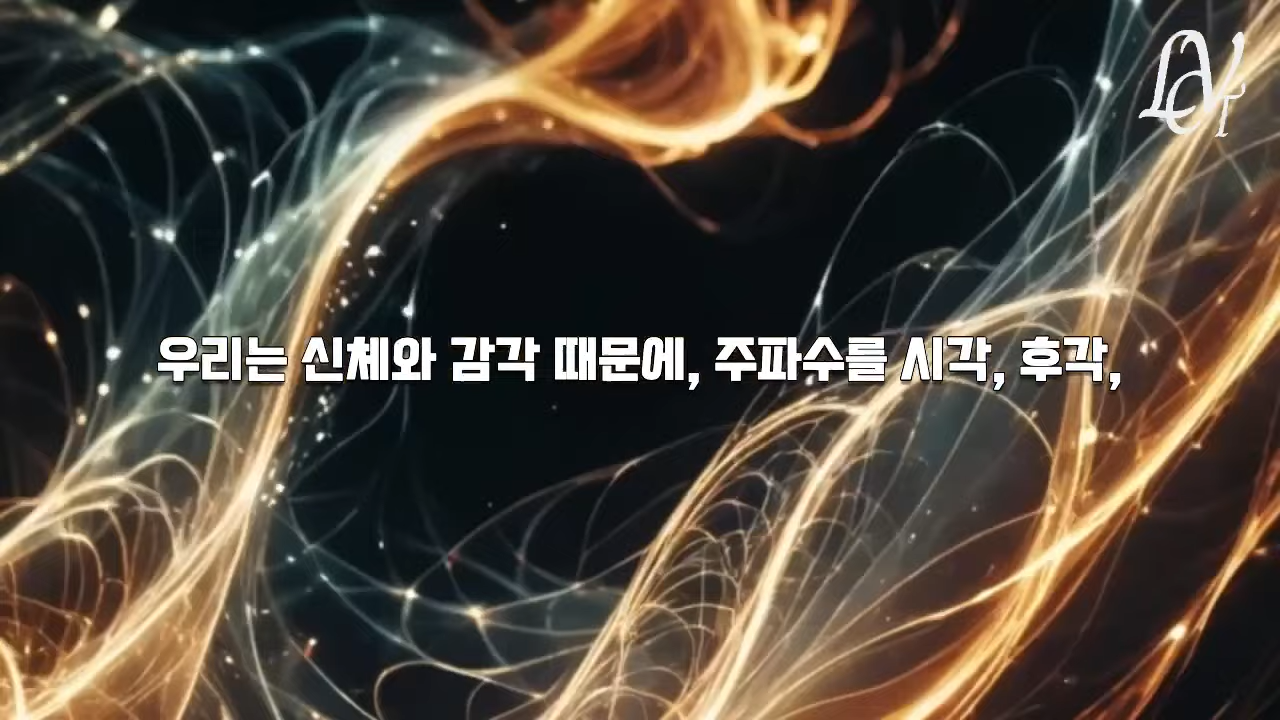 우리는 신체와 감각 때문에, 주파수를 시각, 후각,